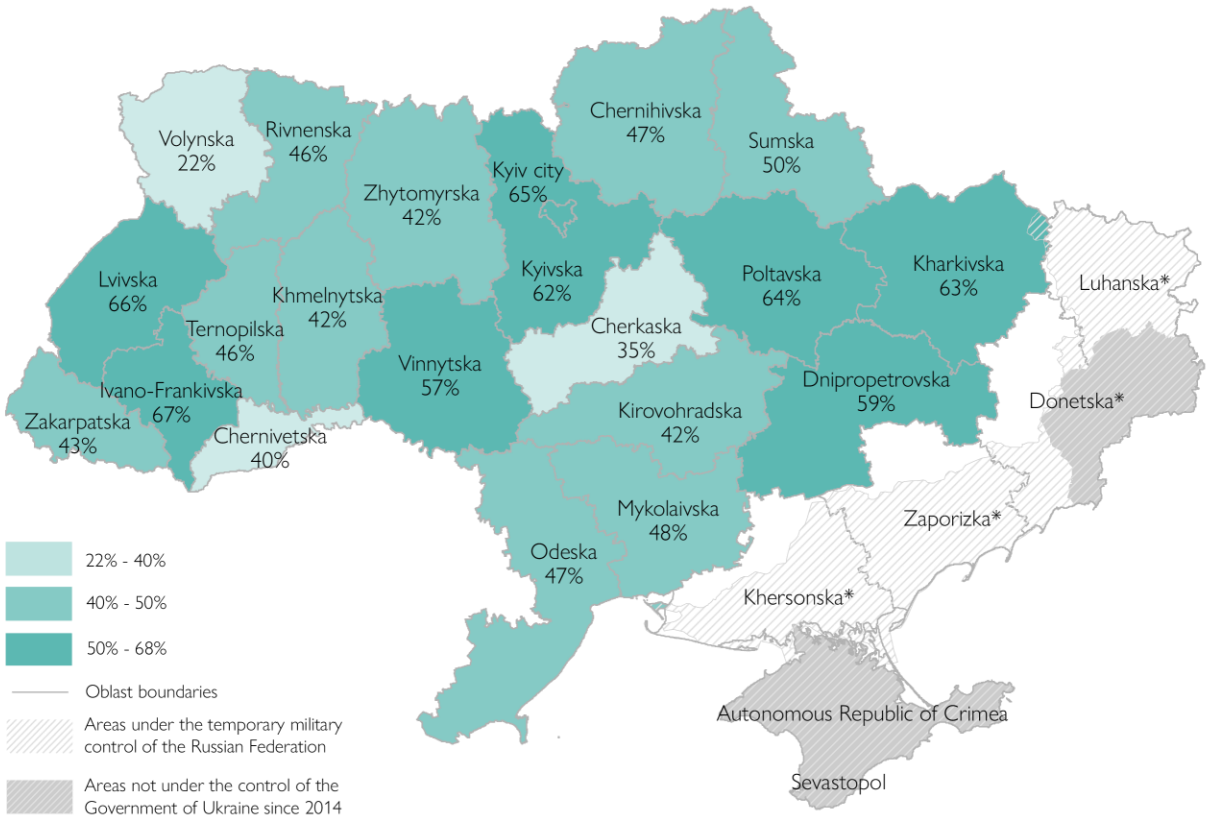 Chernihivska
47%
Volynska
22%
Rivnenska
46%
Sumska
50%
Kyiv city
65%
Zhytomyrska
42%
Lvivska
66%
Khmelnytska
42%
Kyivska
62%
Poltavska
64%
Kharkivska
63%
Luhanska*
Ternopilska
46%
Cherkaska
35%
Vinnytska
57%
Ivano-Frankivska
67%
Dnipropetrovska
59%
Donetska*
Zakarpatska
43%
Chernivetska
40%
Kirovohradska
42%
Mykolaivska
48%
Zaporizka*
Odeska
47%
Khersonska*
Autonomous Republic of Crimea
Sevastopol
22% - 40%
40% - 50%
50% - 68%
Oblast boundaries
Areas under the temporary military
control of the Russian Federation
Areas not under the control of the
Government of Ukraine since 2014